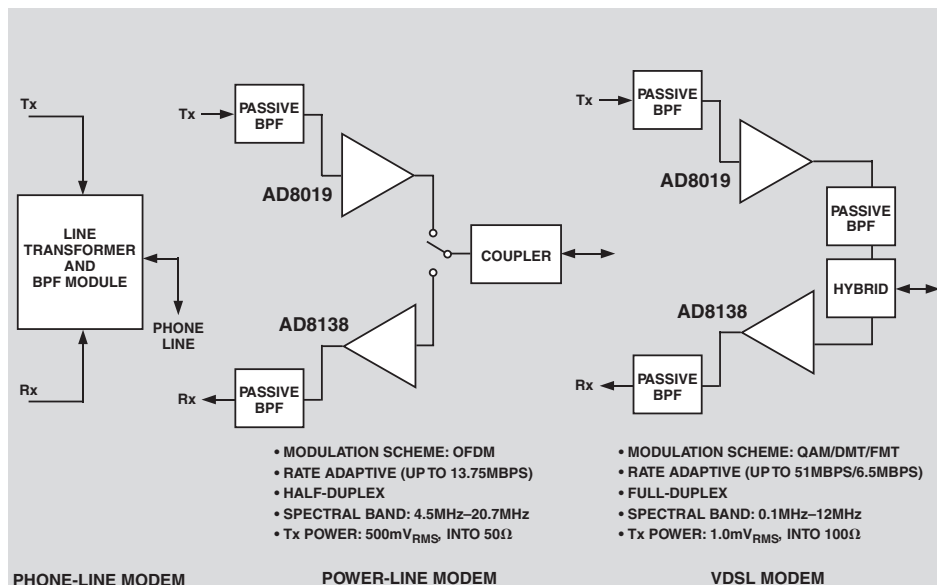 Tx
LINE
TRANSFORMER
AND
BPF MODULE
PHONE
LINE
Rx
PHONE-LINE MODEM
Tx
PASSIVE
BPF
AD8019
COUPLER
AD8138
Rx
PASSIVE
BPF
• MODULATION SCHEME: OFDM
• RATE ADAPTIVE (UP TO 13.75MBPS)
• HALF-DUPLEX
• SPECTRAL BAND: 4.5MHz–20.7MHz
• Tx POWER: 500mVRMS, INTO 50Ω
POWER-LINE MODEM
Tx
PASSIVE
BPF
AD8019
PASSIVE
BPF
HYBRID
AD8138
Rx
PASSIVE
BPF
• MODULATION SCHEME: QAM/DMT/FMT
• RATE ADAPTIVE (UP TO 51MBPS/6.5MBPS)
• FULL-DUPLEX
• SPECTRAL BAND: 0.1MHz–12MHz
• Tx POWER: 1.0mVRMS, INTO 100Ω
VDSL MODEM